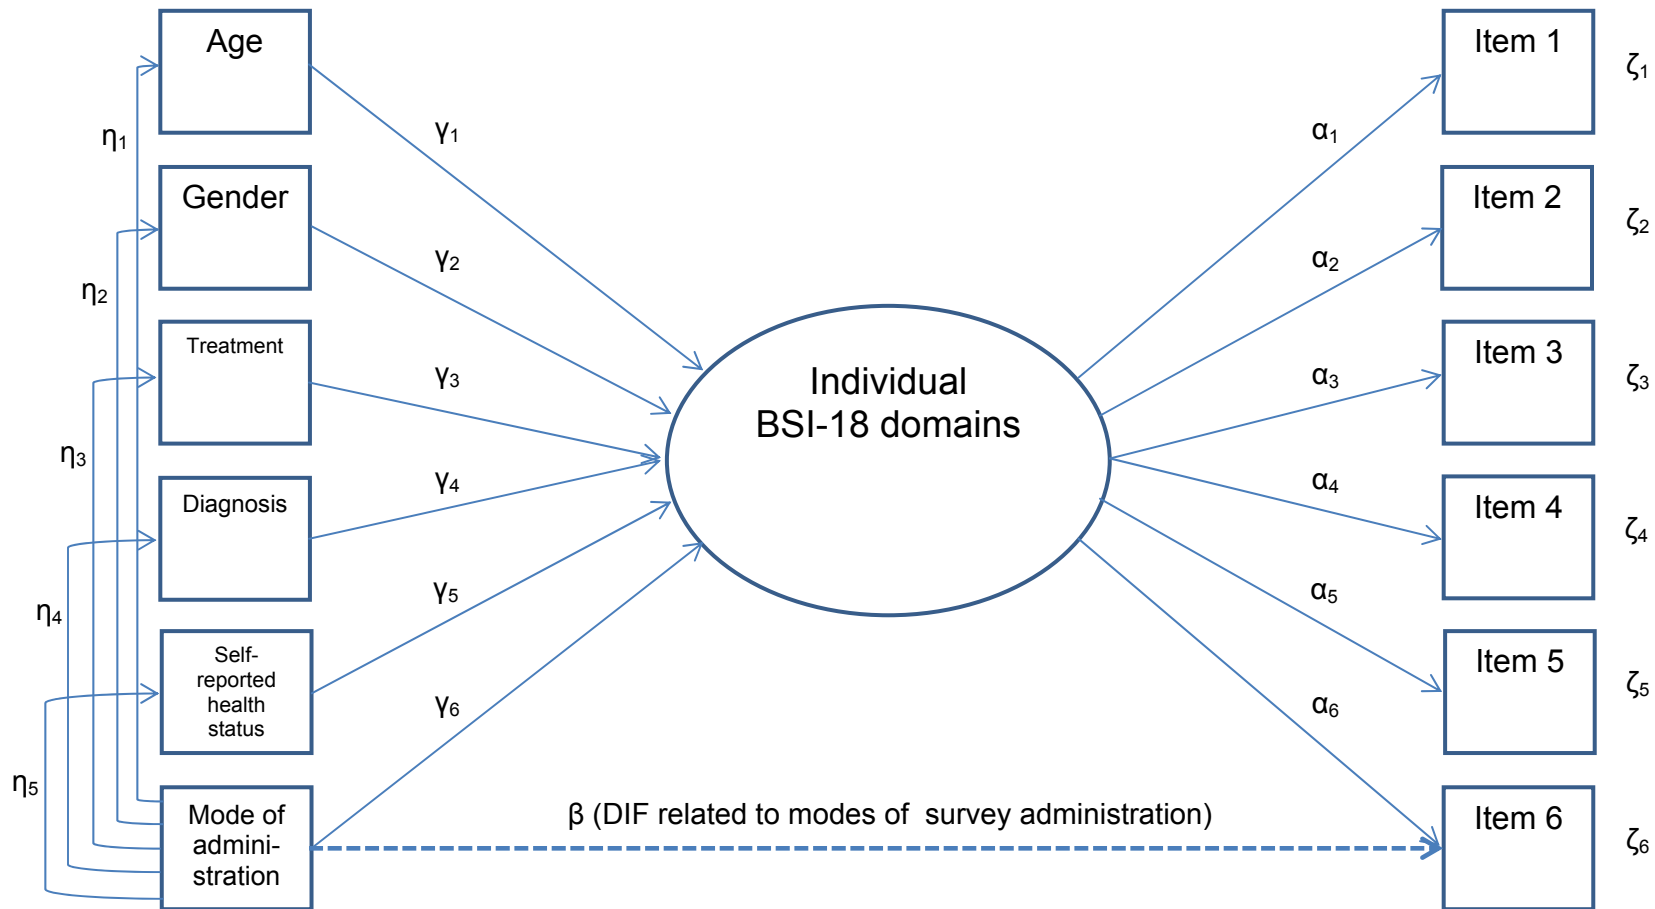 Age
Gender
Treatment
Diagnosis
Self-
reported
health
status
Mode of
admini-
stration
η1
η2
η3
η4
η5
γ1
γ2
γ3
γ4
γ5
γ6
Individual
BSI-18 domains
β (DIF related to modes of survey administration)
α1
α2
α3
α4
α5
α6
Item 1
Item 2
Item 3
Item 4
Item 5
Item 6
ζ1
ζ2
ζ3
ζ4
ζ5
ζ6